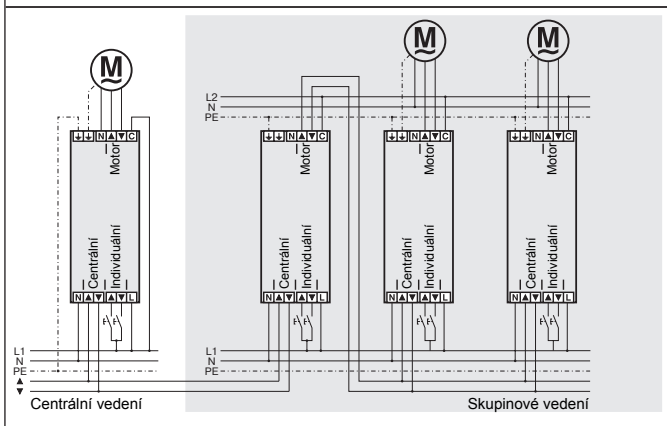 M M M
L2
N
PE
N ▲ ▼ C
N ▲ ▼ C
N ▲ ▼ C
N ▲ ▼ C
Motor
Motor
Motor
Motor
Centrální
Individuální
Centrální
Individuální
Centrální
Individuální
Centrální
Individuální
N ▲ ▼ ▲ ▼ L
N ▲ ▼ ▲ ▼ L
N ▲ ▼ ▲ ▼ L
N ▲ ▼ ▲ ▼ L
L1
N
PE
▲
▼
L1
N
PE
Centrální vedení
Skupinové vedení